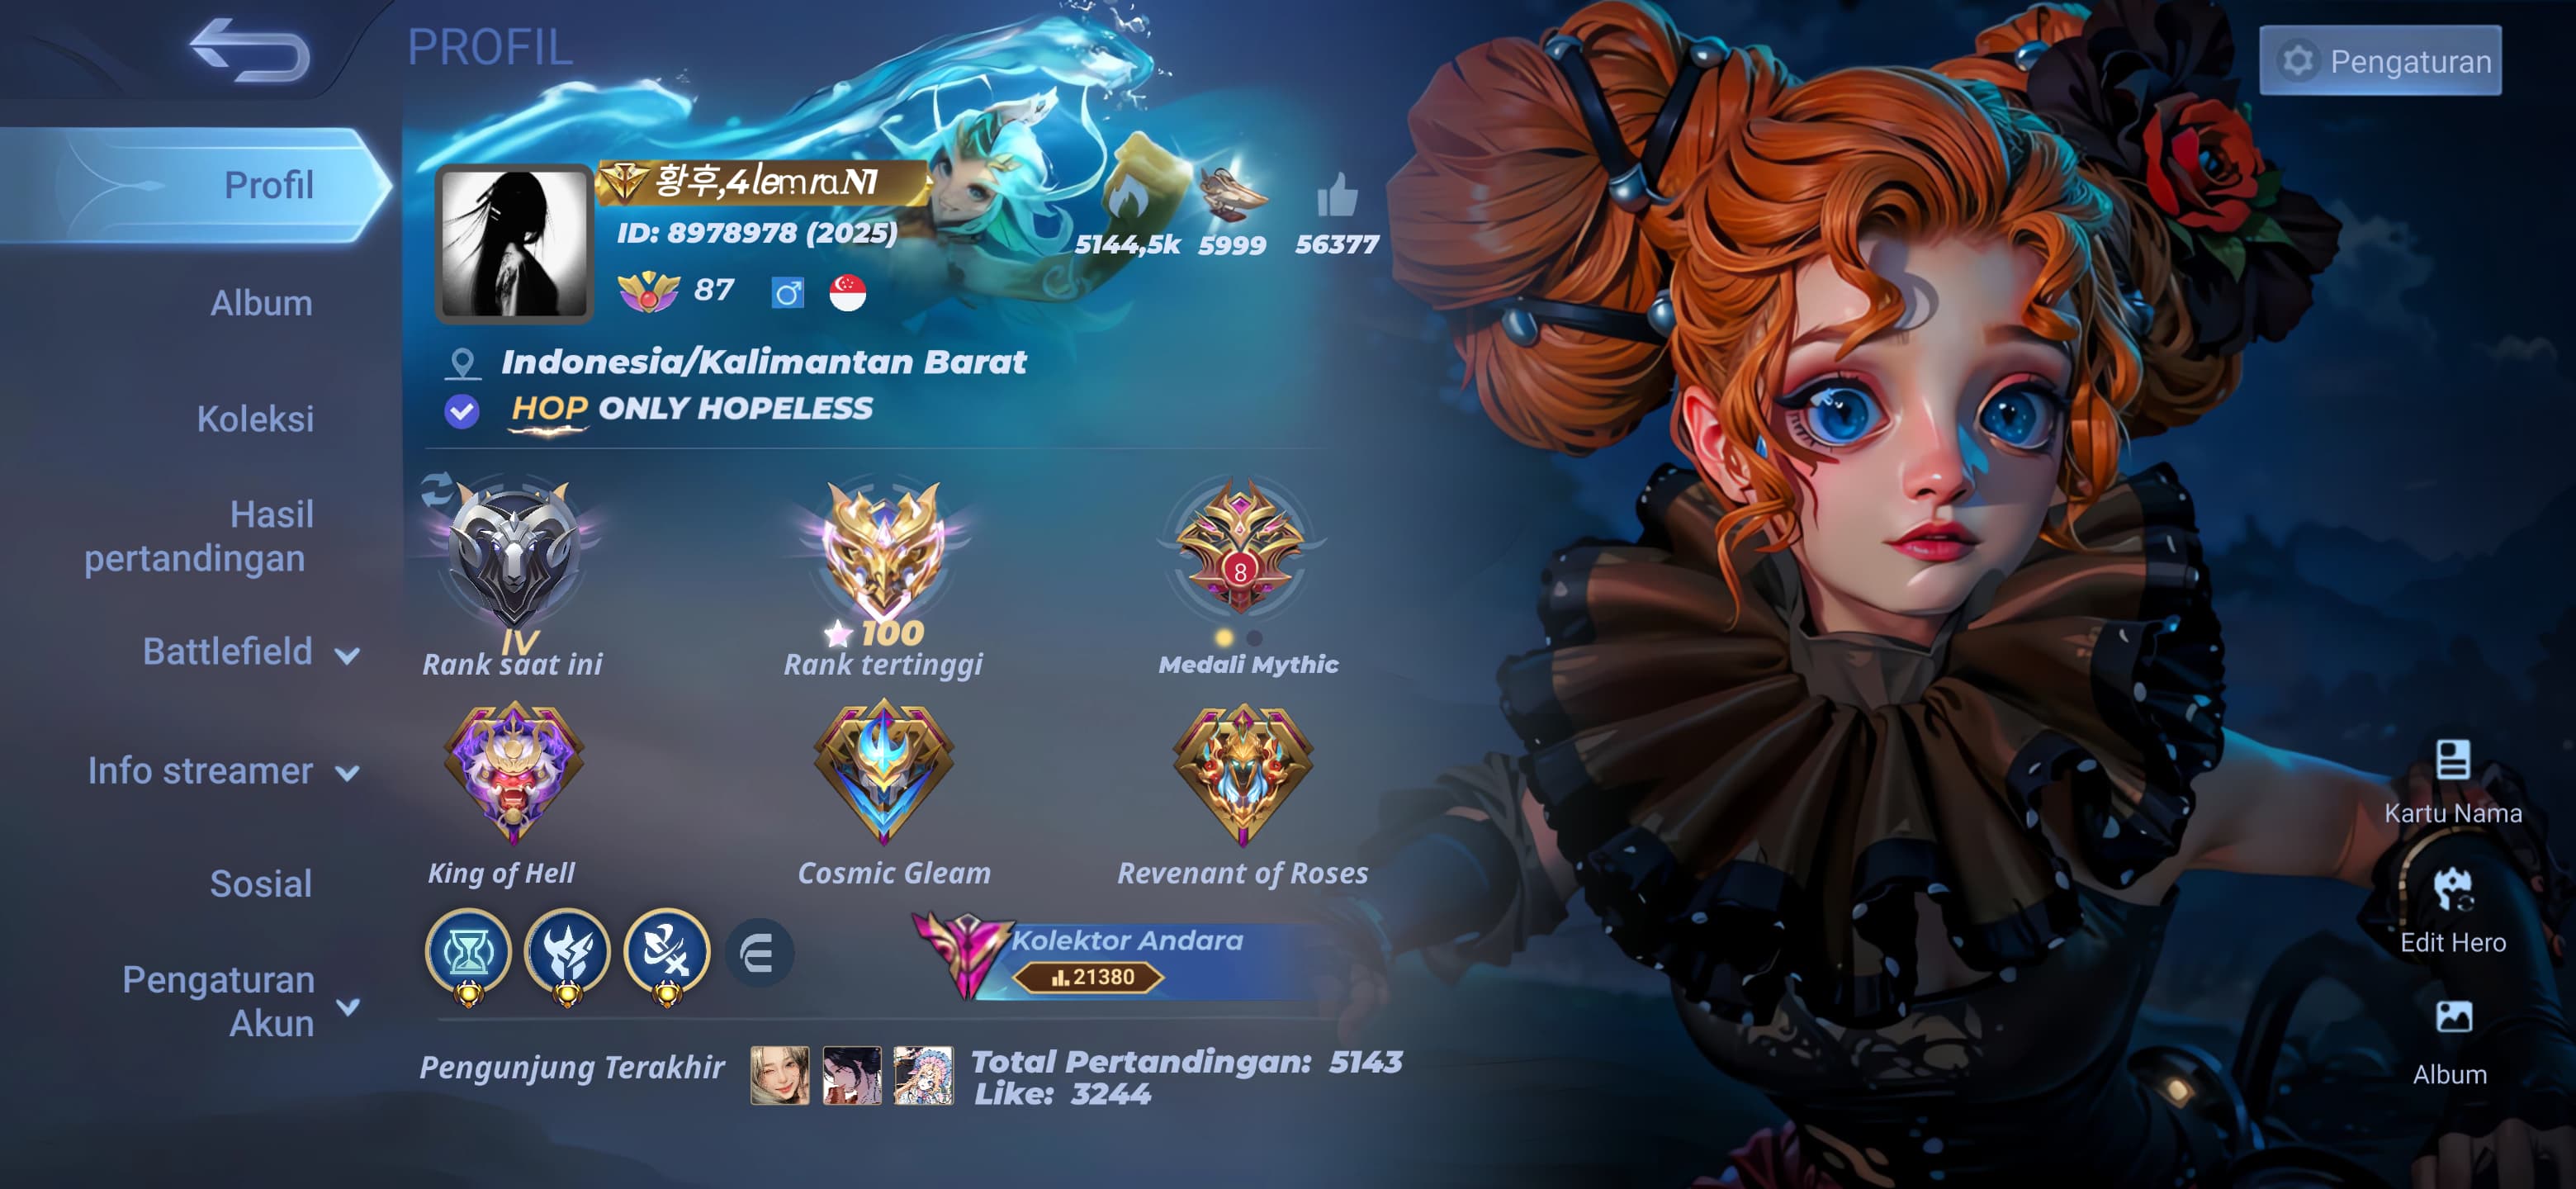 PROFIL
Pengaturan
Profil
Album
Koleksi
Hasil
pertandingan
Battlefield
Info streamer
Sosial
Pengaturan
Akun
황후,4lemraN1
ID: 8978978 (2025)
87
5144,5k
5999
56377
Indonesia/Kalimantan Barat
HOP ONLY HOPELESS
IV
Rank saat ini
100
Rank tertinggi
8
Medali Mythic
King of Hell
Cosmic Gleam
Revenant of Roses
Kolektor Andara
21380
Pengunjung Terakhir
Total Pertandingan: 5143
Like: 3244
Kartu Nama
Edit Hero
Album